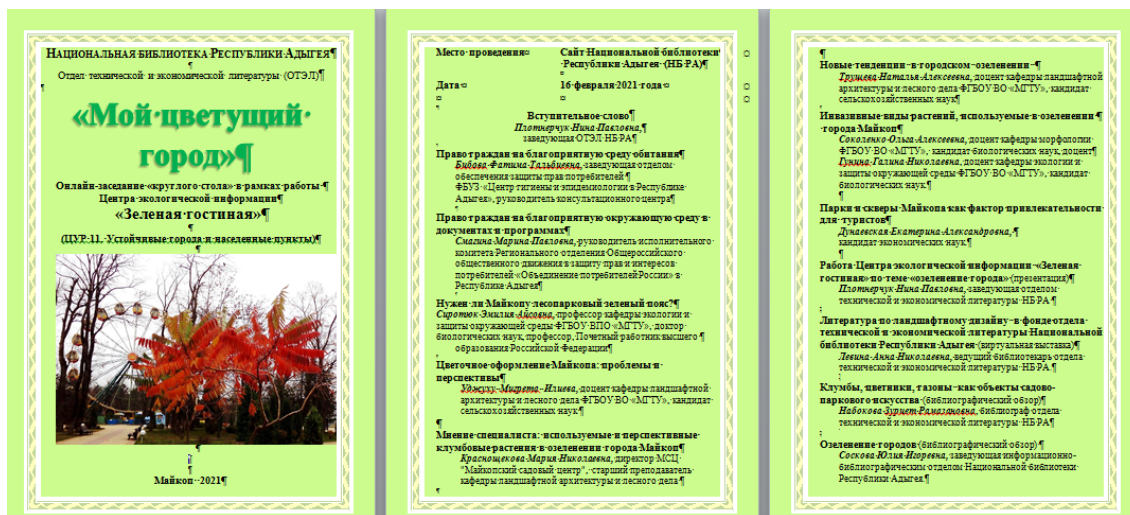 НАЦИОНАЛЬНАЯ БИБЛИОТЕКА РЕСПУБЛИКИ АДЫГЕЯ
Отдел технической и экономической литературы (ОТЭЛ)
«Мой цветущий
город»
Онлайн-заседание «круглого стола» в рамках работы
Центра экологической информации
«Зеленая гостиная»
(ЦУР 11. Устойчивые города и населенные пункты)
Майкоп - 2021
Место проведения Сайт Национальной библиотеки
Республики Адыгея (НБ РА)
Дата 16 февраля 2021 года
Вступительное слово
Плотнерчук Нина Павловна,
заведующая ОТЭЛ НБ РА
Право граждан на благоприятную среду обитания
Бибова Фатима Тальбиевна, заведующая отделом
обеспечения защиты прав потребителей
ФБУЗ «Центр гигиены и эпидемиологии в Республике
Адыгея», руководитель консультационного центра
Право граждан на благоприятную окружающую среду в
документах и программах
Смагина Марина Павловна, руководитель исполнительного
комитета Регионального отделения Общероссийского
общественного движения в защиту прав и интересов
потребителей «Объединение потребителей России» в
Республике Адыгея
Нужен ли Майкопу лесопарковый зеленый пояс?
Сиротюк Эмилия Айсовна, профессор кафедры экологии и
защиты окружающей среды ФГБОУ ВПО «МГТУ», доктор
биологических наук, профессор, Почетный работник высшего
образования Российской Федерации
Цветочное оформление Майкопа: проблемы и
перспективы
Уджуху Мигрета Илиева, доцент кафедры ландшафтной
архитектуры и лесного дела ФГБОУ ВО «МГТУ», кандидат
сельскохозяйственных наук
Мнение специалиста: используемые и перспективные
клумбовые растения в озеленении города Майкоп
Краснощекова Мария Николаевна, директор МСЦ
"Майкопский садовый центр", старший преподаватель
кафедры ландшафтной архитектуры и лесного дела
Новые тенденции в городском озеленении
Трушева Наталья Алексеевна, доцент кафедры ландшафтной
архитектуры и лесного дела ФГБОУ ВО «МГТУ», кандидат
сельскохозяйственных наук
Инвазивные виды растений, используемые в озеленении
города Майкоп
Соколенко Ольга Алексеевна, доцент кафедры морфологии
ФГБОУ ВО «МГТУ», кандидат биологических наук, доцент
Гунина Галина Николаевна, доцент кафедры экологии и
защиты окружающей среды ФГБОУ ВО «МГТУ», кандидат
биологических наук
Парки и скверы Майкопа как фактор привлекательности
для туристов
Дунаевская Екатерина Александровна,
кандидат экономических наук
Работа Центра экологической информации «Зеленая
гостиная» по теме «озеленение города» (презентация)
Плотнерчук Нина Павловна, заведующая отделом
технической и экономической литературы НБ РА
Литература по ландшафтному дизайну в фонде отдела
технической и экономической литературы Национальной
библиотеки Республики Адыгея (виртуальная выставка)
Левина Анна Николаевна, ведущий библиотекарь отдела
технической и экономической литературы НБ РА.
Клумбы, цветники, газоны как объекты садово-
паркового искусства (библиографический обзор)
Набокова Зурнет Рамазановна, библиограф отдела
технической и экономической литературы НБ РА.
Озеленение городов (библиографический обзор)
Соскова Юлия Игоревна, заведующая информационно-
библиографическим отделом Национальной библиотеки
Республики Адыгея